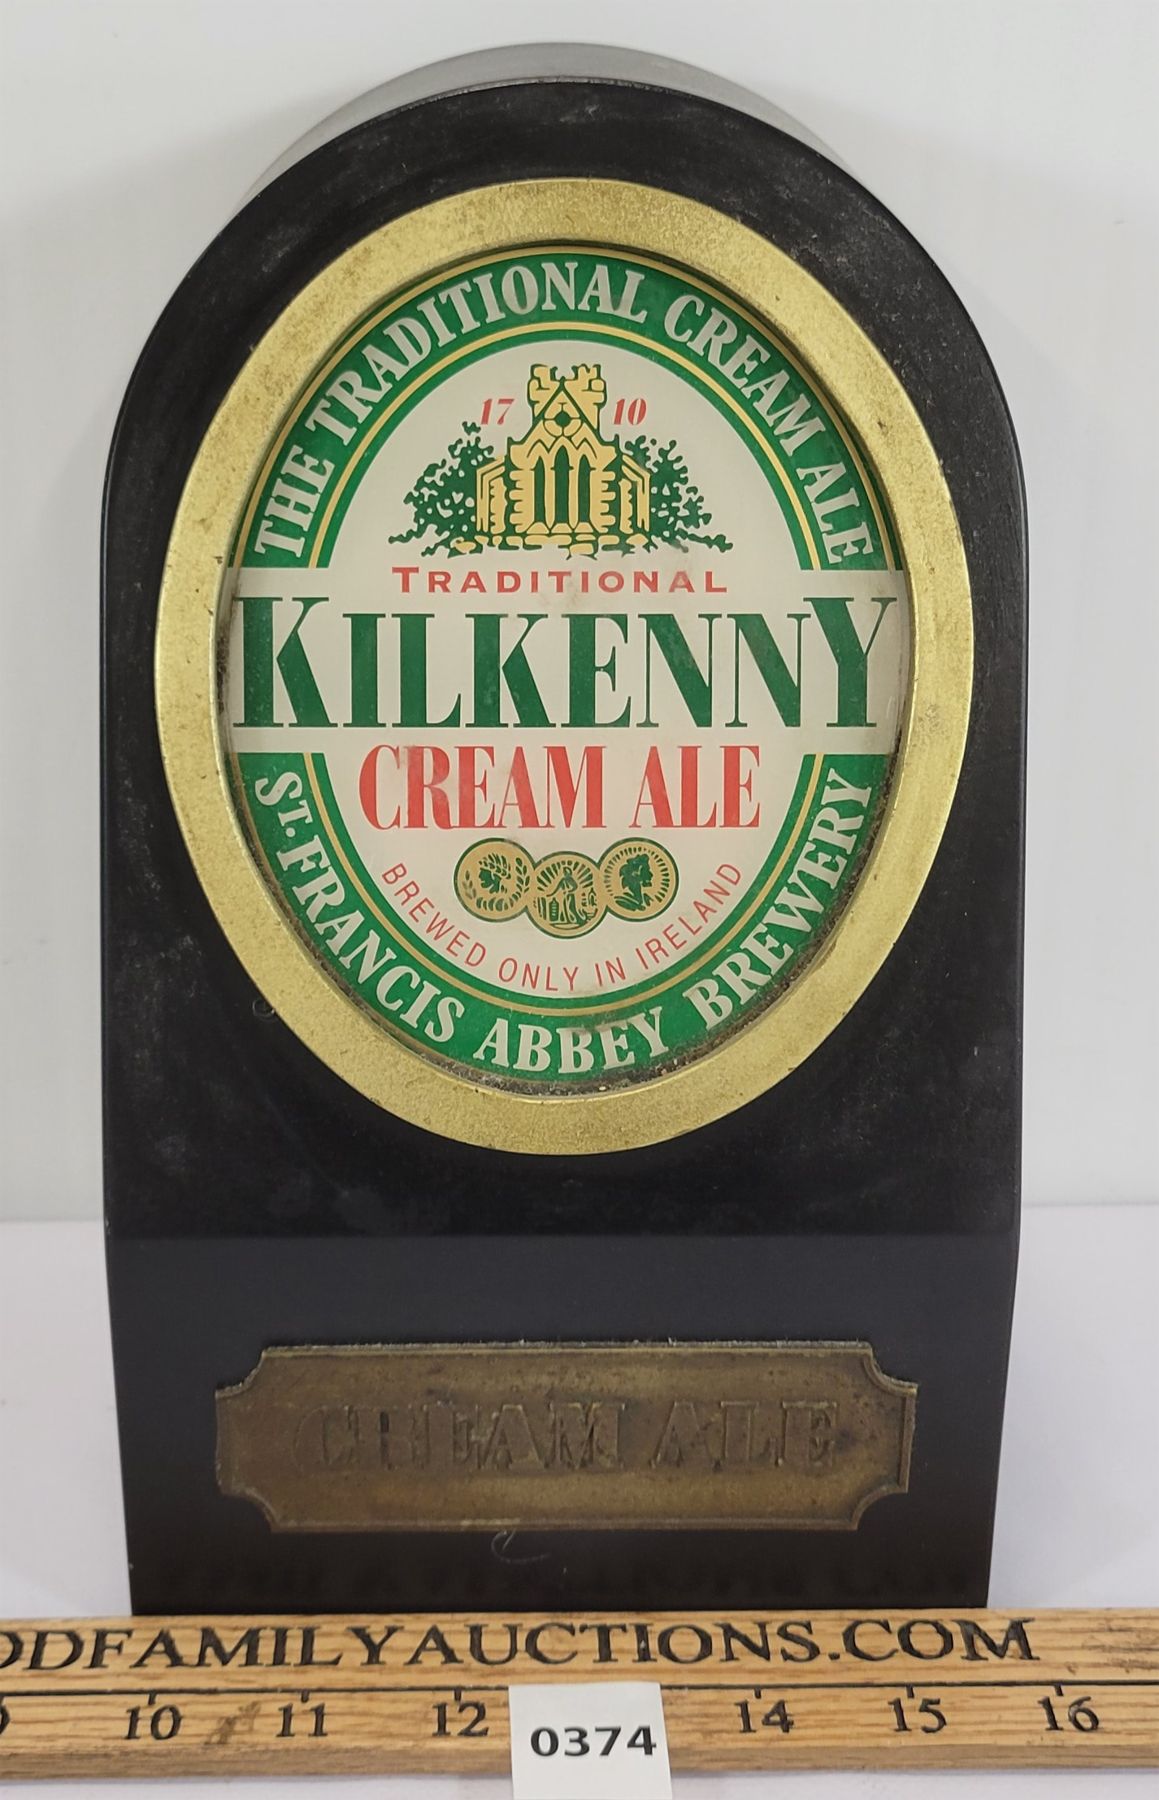 THE TRADITIONAL CREAM ALE
17 10
TRADITIONAL
KILKENNY
CREAM ALE
BREWED ONLY IN IRELAND
ST. FRANCIS ABBEY BREWERY
CREAM ALE
ODFAMILYAUCTIONS.COM
10 11 12 14 15 16
0374